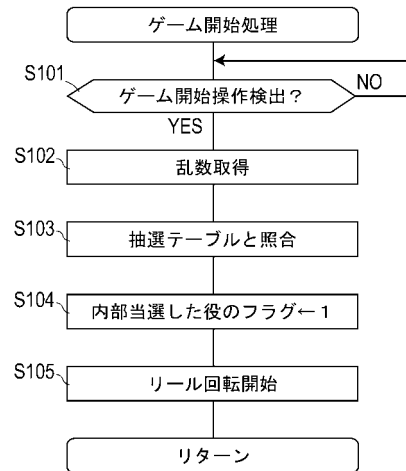 ゲーム開始処理
S101
ゲーム開始操作検出？
NO
YES
S102
乱数取得
S103
抽選テーブルと照合
S104
内部当選した役のフラグ←１
S105
リール回転開始
リターン